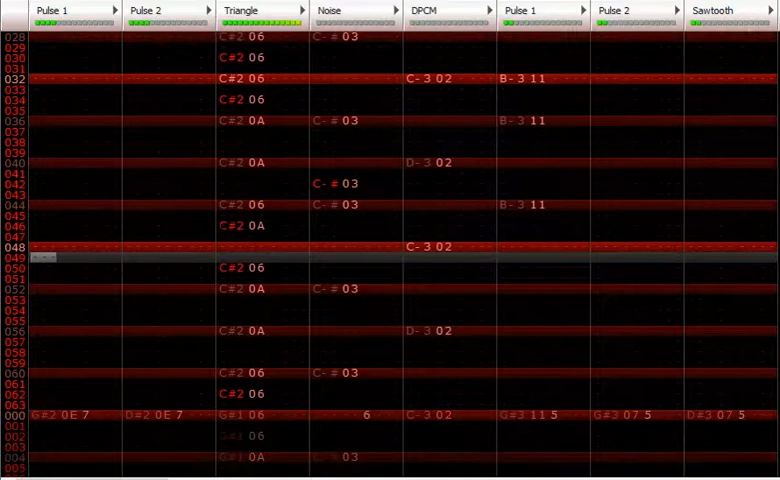 Pulse 1 Pulse 2 Triangle Noise DPCM Pulse 1 Pulse 2 Sawtooth
028 C#2 06 C-# 03
029
030 C#2 06
031
032 C#2 06 C-3 02 B-3 11
033
034 C#2 06
035
036 C#2 0A C-# 03 B-3 11
037
038
039
040 C#2 0A D-3 02
041
042 C-# 03
043
044 C#2 06 C-# 03 B-3 11
045
046 C#2 0A
047
048 C-3 02
049 ---
050 C#2 06
051
052 C#2 0A C-# 03
053
054
055
056 C#2 0A D-3 02
057
058
059
060 C#2 06 C-# 03
061
062 C#2 06
063
000 G#2 0E 7 D#2 0E 7 G#1 06 6 C-3 02 G#3 11 5 G#3 07 5 D#3 07 5
001
002 G#1 06
003
004 G#1 0A C-# 03
005